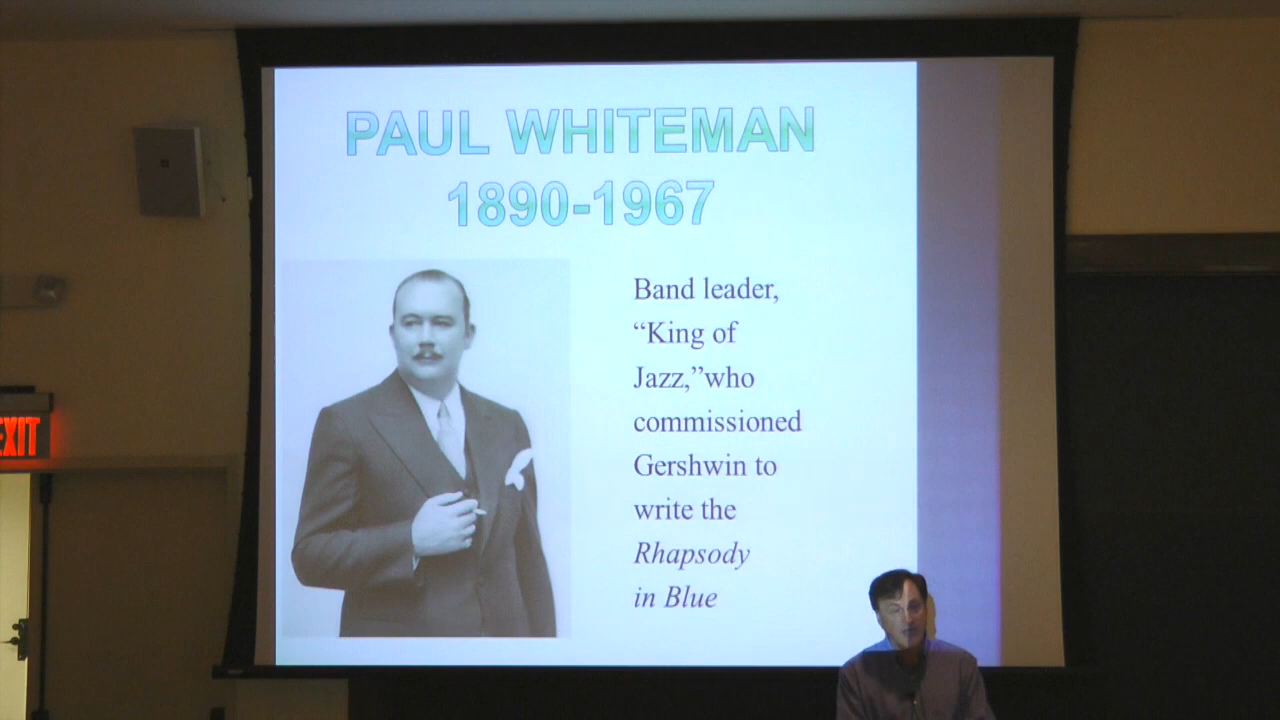 PAUL WHITEMAN
1890-1967
Band leader,
“King of
Jazz,”who
commissioned
Gershwin to
write the
Rhapsody
in Blue
EXIT